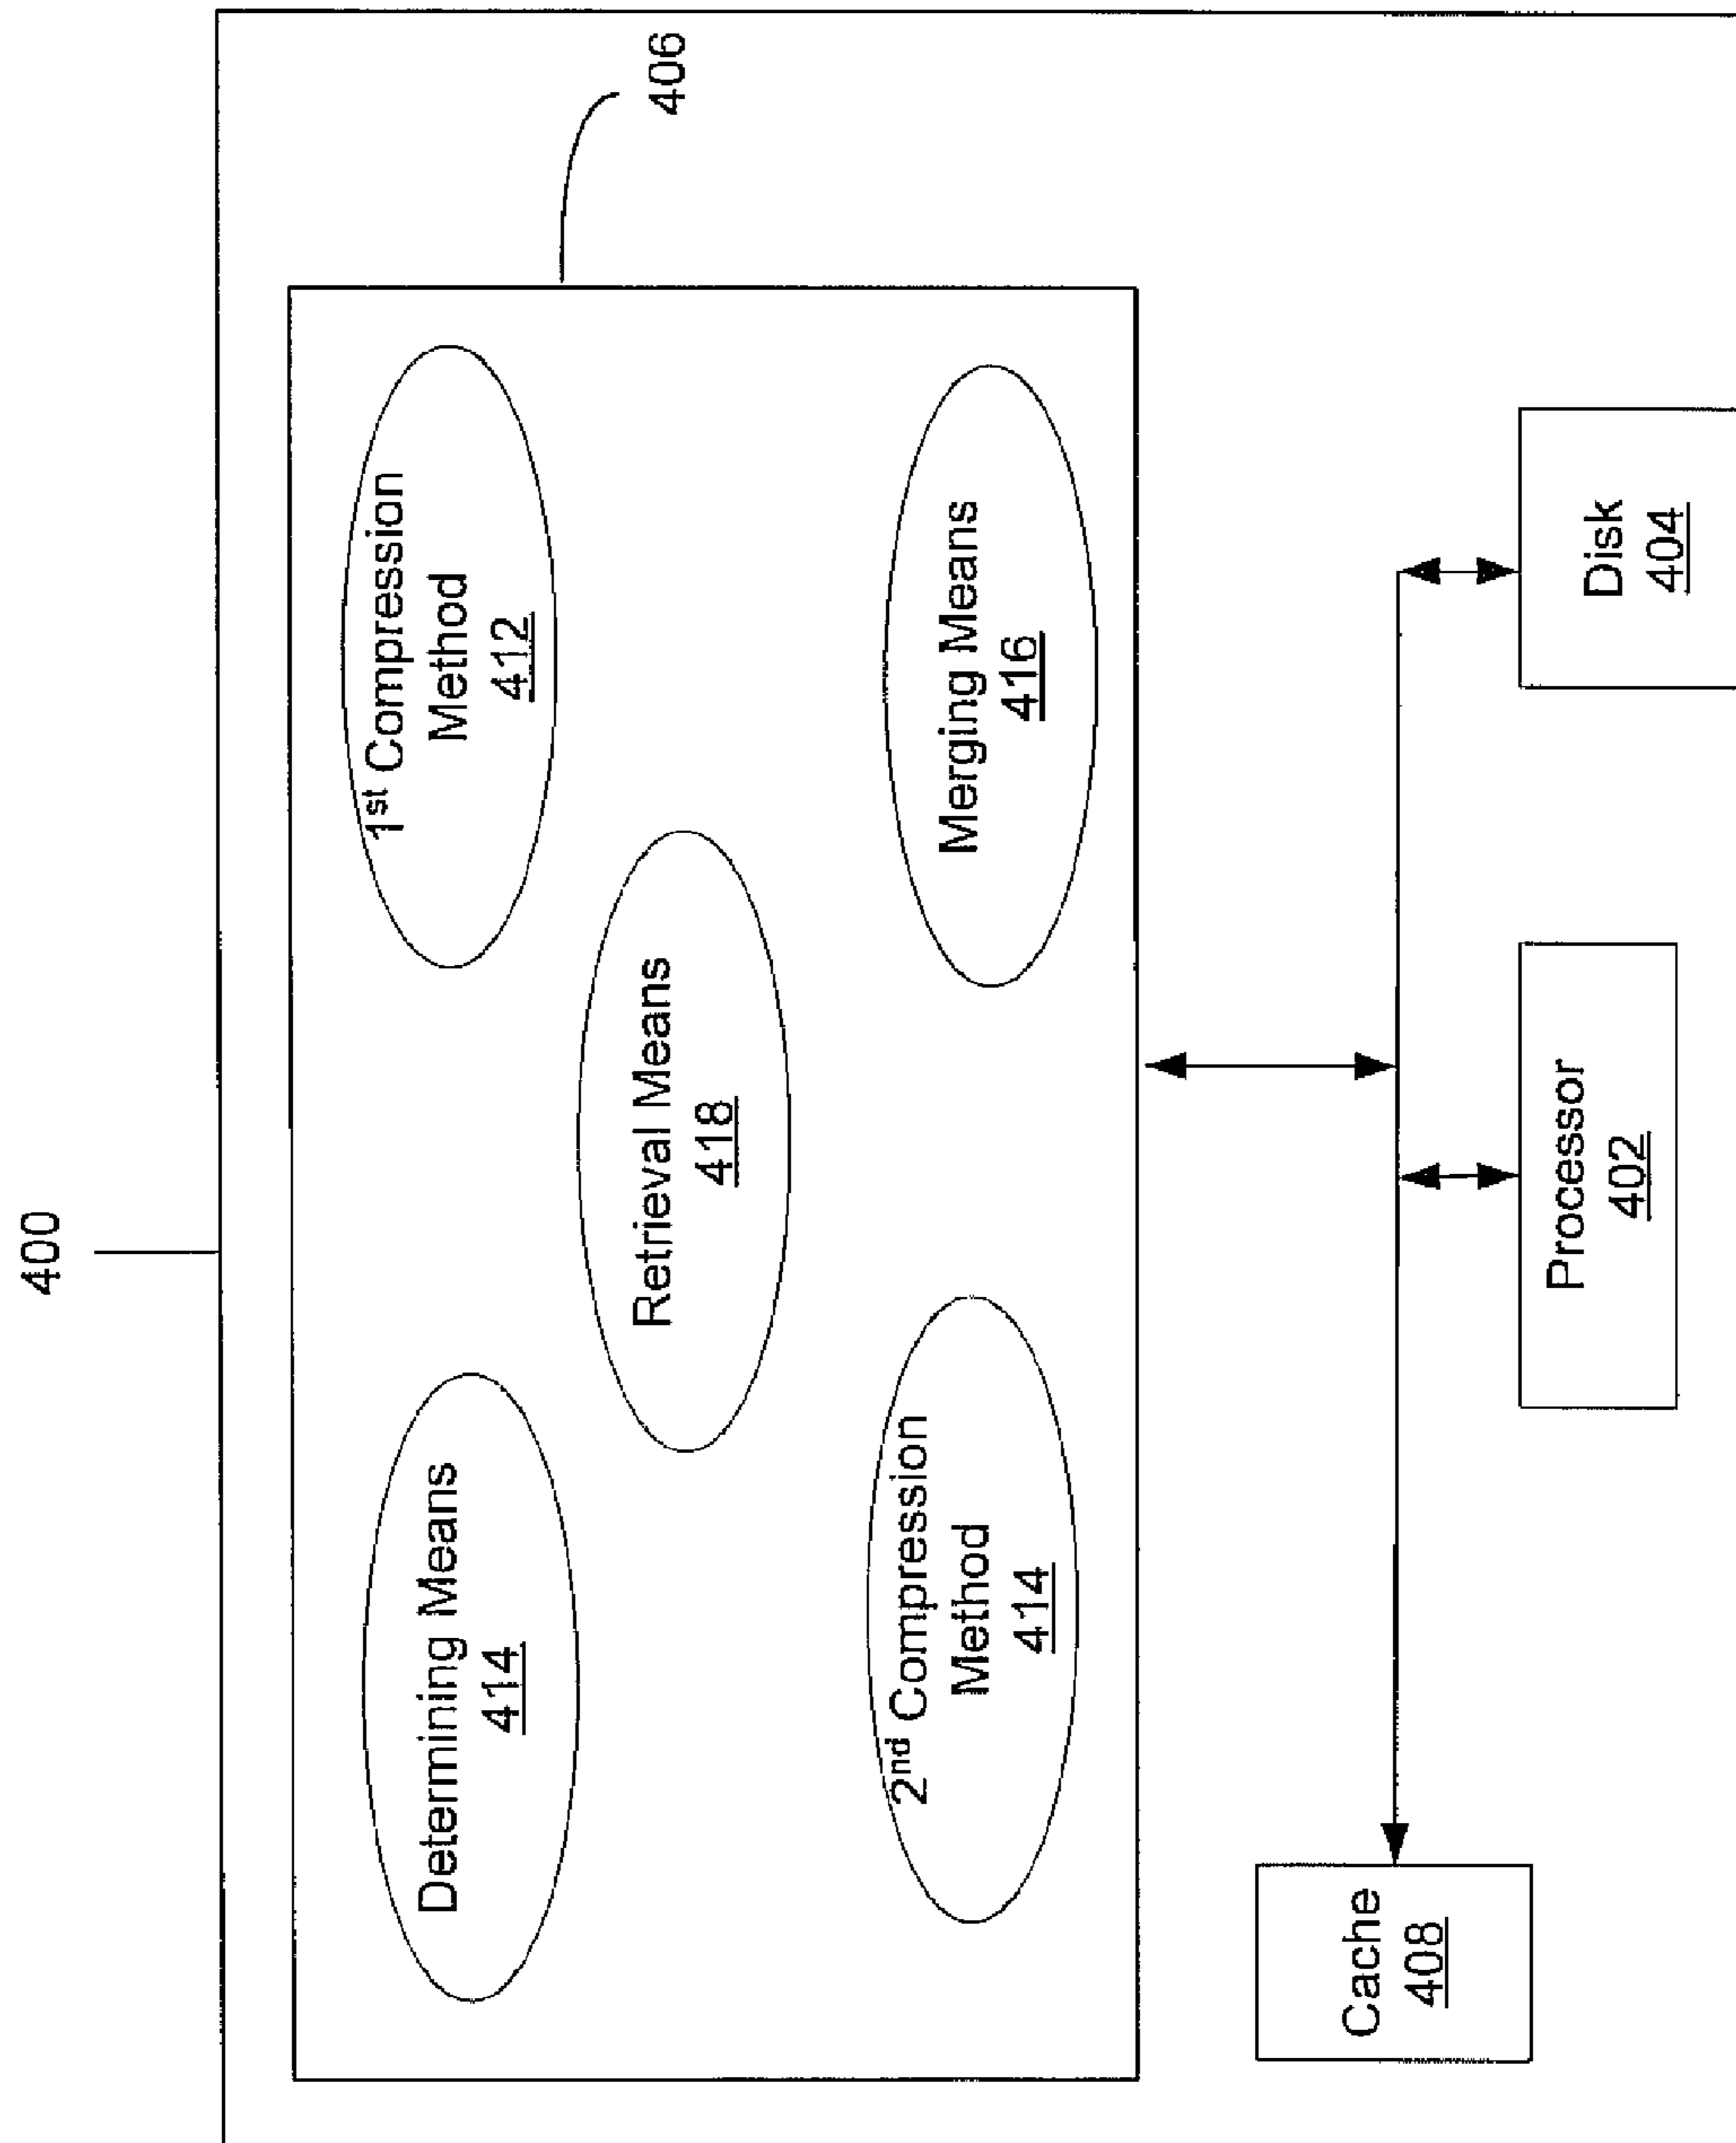 400
406
Determining Means
414
1st Compression
Method
412
Retrieval Means
418
2nd Compression
Method
414
Merging Means
416
Cache
408
Processor
402
Disk
404